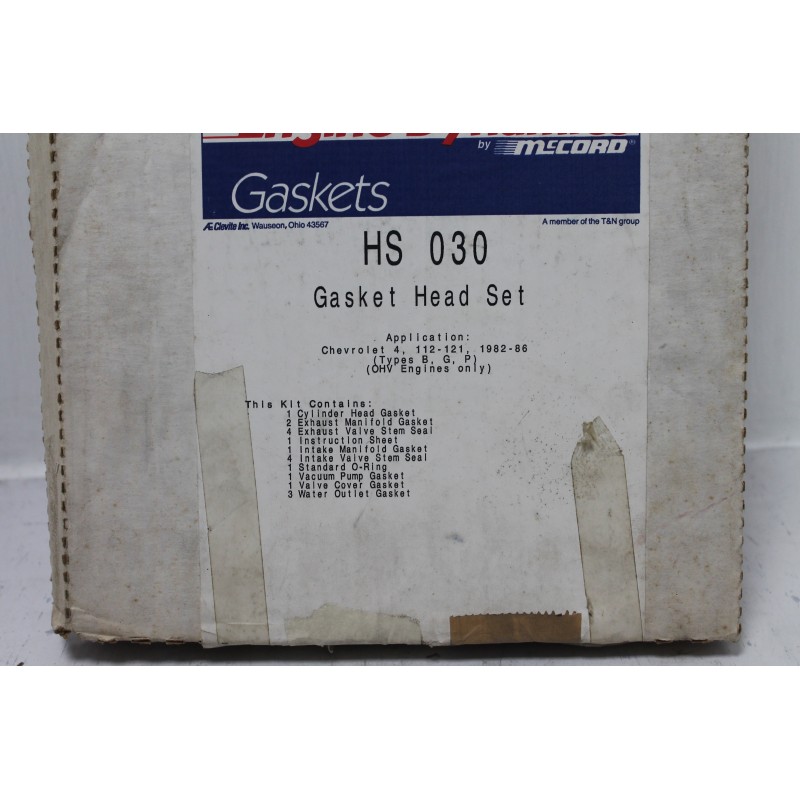 Engine Dynamics
by McCORD®
Gaskets
Æ Clevite Inc. Wauseon, Ohio 43567
A member of the T&N group
HS 030
Gasket Head Set
Application:
Chevrolet 4, 112-121, 1982-86
(Types B, G, P)
(OHV Engines only)
This Kit Contains:
1 Cylinder Head Gasket
2 Exhaust Manifold Gasket
4 Exhaust Valve Stem Seal
1 Instruction Sheet
1 Intake Manifold Gasket
4 Intake Valve Stem Seal
1 Standard O-Ring
1 Vacuum Pump Gasket
1 Valve Cover Gasket
3 Water Outlet Gasket